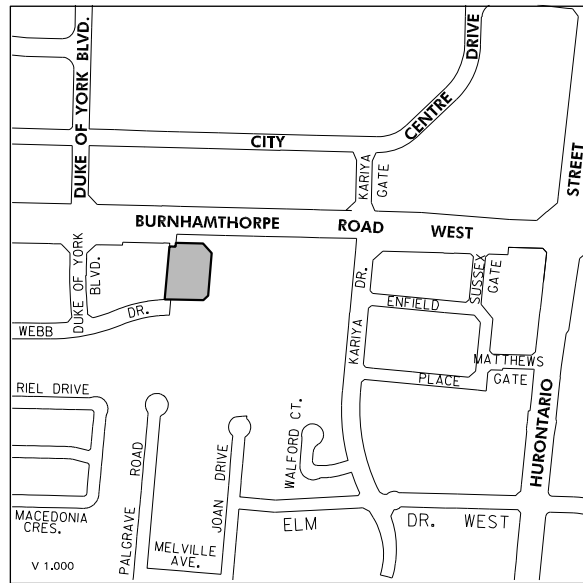 DUKE OF YORK BLVD.
CITY
CENTRE
DRIVE
KARIYA
GATE
STREET
BURNHAMTHORPE ROAD WEST
DUKE OF YORK
BLVD.
WEBB
DR.
DR.
KARIYA
ENFIELD
SUSSEX
GATE
PLACE
MATTHEWS
GATE
HURONTARIO
RIEL DRIVE
MACEDONIA
CRES.
PALGRAVE
ROAD
MELVILLE
AVE.
JOAN
DRIVE
WALFORD CT.
ELM
DR. WEST
V 1.000